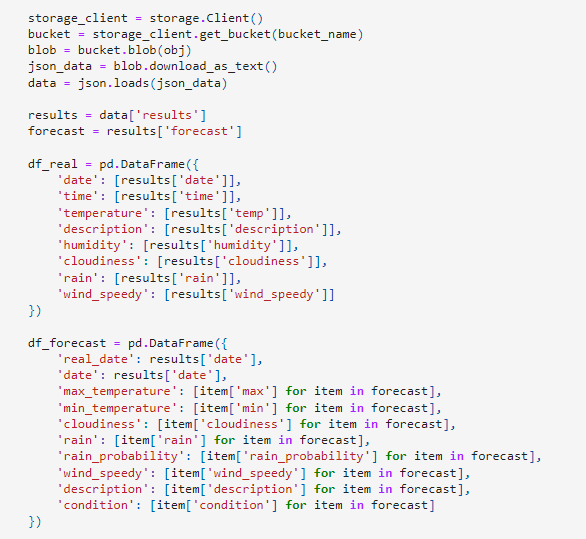 storage_client = storage.Client()
bucket = storage_client.get_bucket(bucket_name)
blob = bucket.blob(obj)
json_data = blob.download_as_text()
data = json.loads(json_data)

results = data['results']
forecast = results['forecast']

df_real = pd.DataFrame({
    'date': [results['date']],
    'time': [results['time']],
    'temperature': [results['temp']],
    'description': [results['description']],
    'humidity': [results['humidity']],
    'cloudiness': [results['cloudiness']],
    'rain': [results['rain']],
    'wind_speedy': [results['wind_speedy']]
})

df_forecast = pd.DataFrame({
    'real_date': results['date'],
    'date': results['date'],
    'max_temperature': [item['max'] for item in forecast],
    'min_temperature': [item['min'] for item in forecast],
    'cloudiness': [item['cloudiness'] for item in forecast],
    'rain': [item['rain'] for item in forecast],
    'rain_probability': [item['rain_probability'] for item in forecast],
    'wind_speedy': [item['wind_speedy'] for item in forecast],
    'description': [item['description'] for item in forecast],
    'condition': [item['condition'] for item in forecast]
})